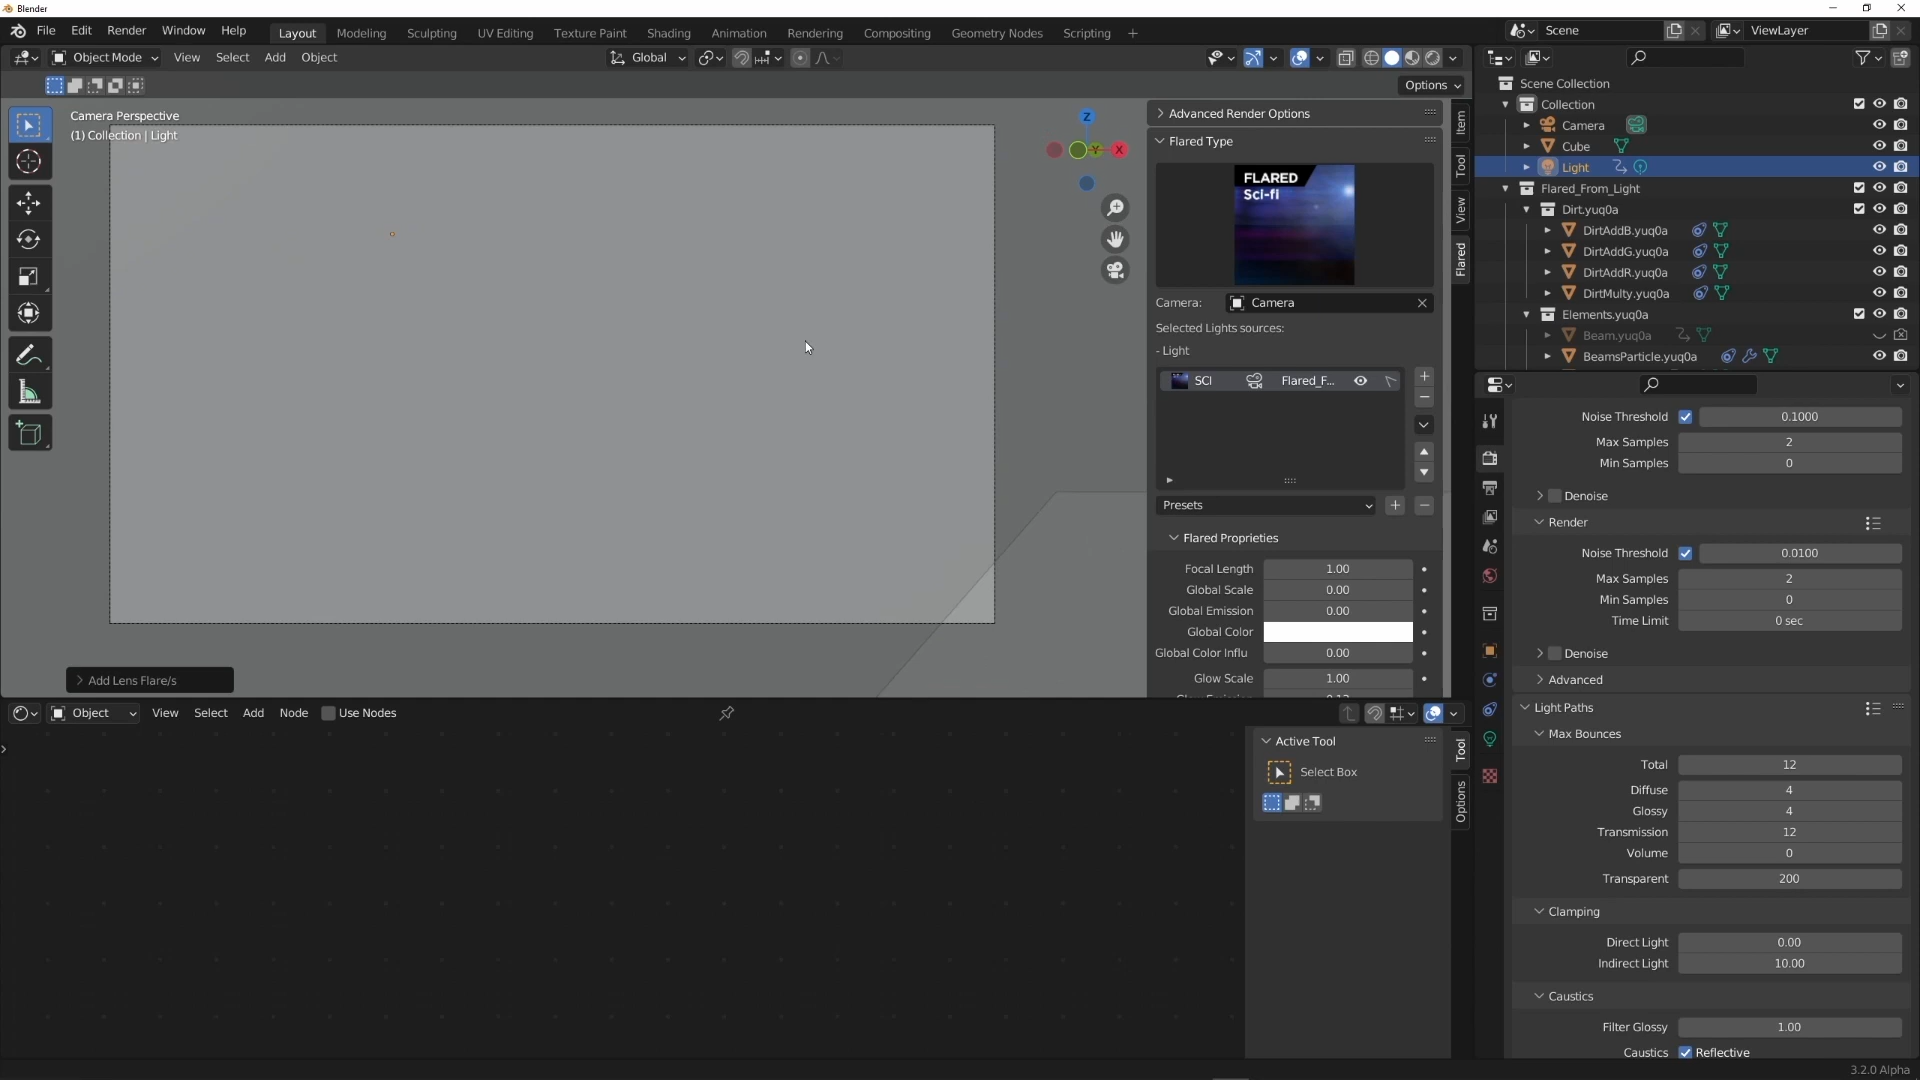 Blender
File Edit Render Window Help Layout Modeling Sculpting UV Editing Texture Paint Shading Animation Rendering Compositing Geometry Nodes Scripting Scene ViewLayer
Object Mode View Select Add Object Global
Options
Camera Perspective
(1) Collection | Light
Z
Y
X
Add Lens Flare/s
Advanced Render Options
Flared Type
FLARED
Sci-fi
Camera: Camera
Selected Lights sources:
- Light
SCI Flared_F...
Presets
Flared Proprieties
Focal Length 1.00
Global Scale 0.00
Global Emission 0.00
Global Color
Global Color Influ 0.00
Glow Scale 1.00
Item
Tool
View
Flared
Scene Collection
Collection
Camera
Cube
Light
Flared_From_Light
Dirt.yuq0a
DirtAddB.yuq0a
DirtAddG.yuq0a
DirtAddR.yuq0a
DirtMulty.yuq0a
Elements.yuq0a
Beam.yuq0a
BeamsParticle.yuq0a
Noise Threshold 0.1000
Max Samples 2
Min Samples 0
Denoise
Render
Noise Threshold 0.0100
Max Samples 2
Min Samples 0
Time Limit 0 sec
Denoise
Advanced
Light Paths
Max Bounces
Total 12
Diffuse 4
Glossy 4
Transmission 12
Volume 0
Transparent 200
Clamping
Direct Light 0.00
Indirect Light 10.00
Caustics
Filter Glossy 1.00
Caustics Reflective
Object View Select Add Node Use Nodes
Active Tool
Select Box
Tool
Options
3.2.0 Alpha